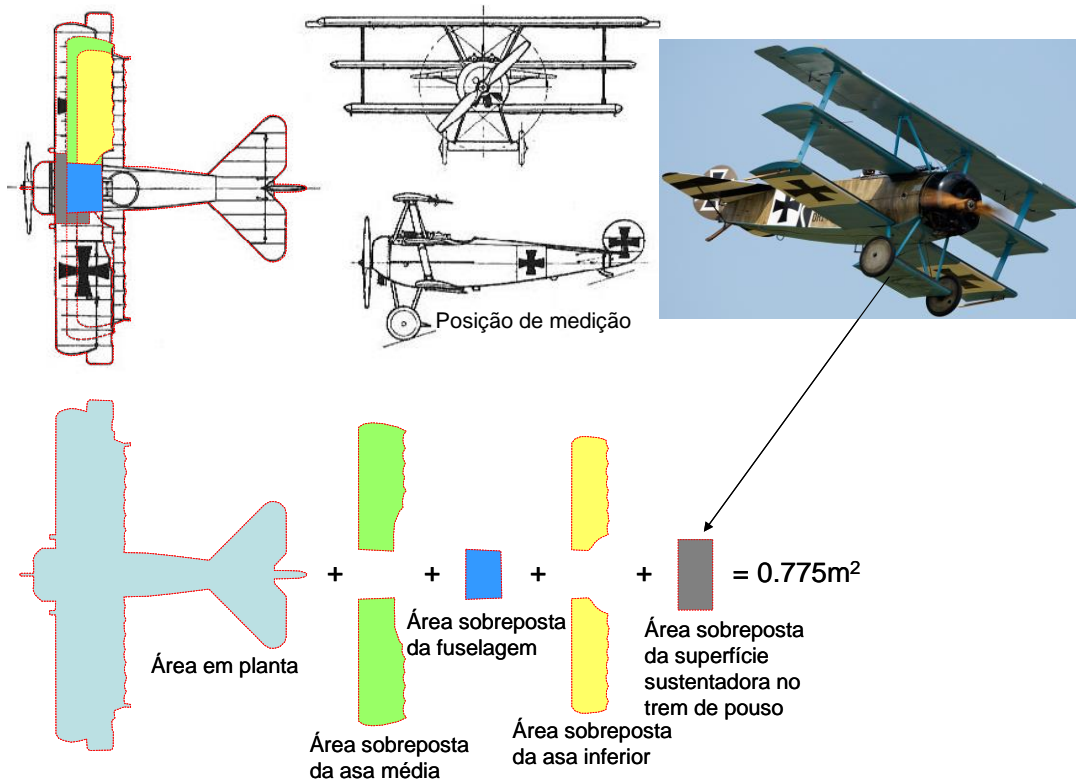 Posição de medição
+ + + + = 0.775m²
Área em planta
Área sobreposta
da asa média
Área sobreposta
da fuselagem
Área sobreposta
da asa inferior
Área sobreposta
da superfície
sustentadora no
trem de pouso